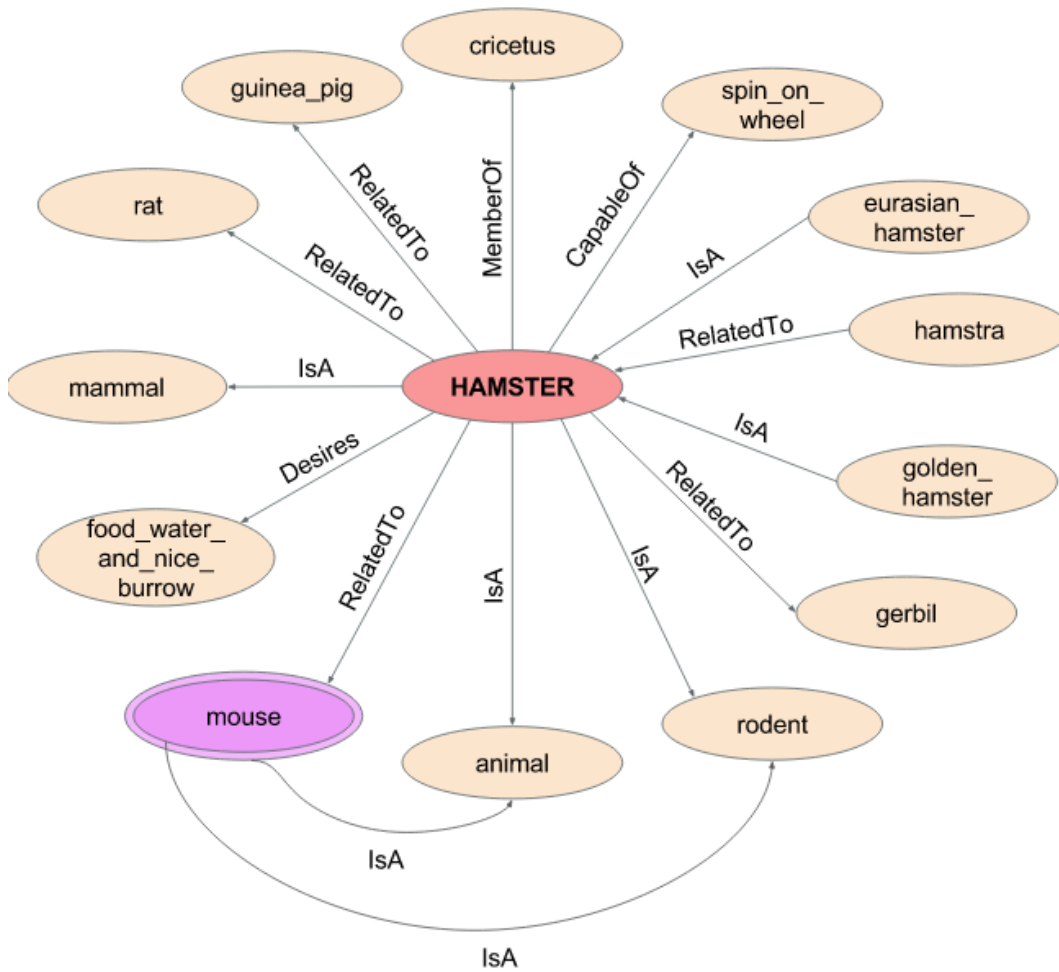 cricetus
guinea_pig
spin_on_
wheel
RelatedTo
MemberOf
CapableOf
rat
eurasian_
hamster
RelatedTo
IsA
RelatedTo
hamstra
mammal
IsA
HAMSTER
IsA
Desires
golden_
hamster
RelatedTo
food_water_
and_nice_
burrow
RelatedTo
IsA
IsA
gerbil
mouse
animal
rodent
IsA
IsA